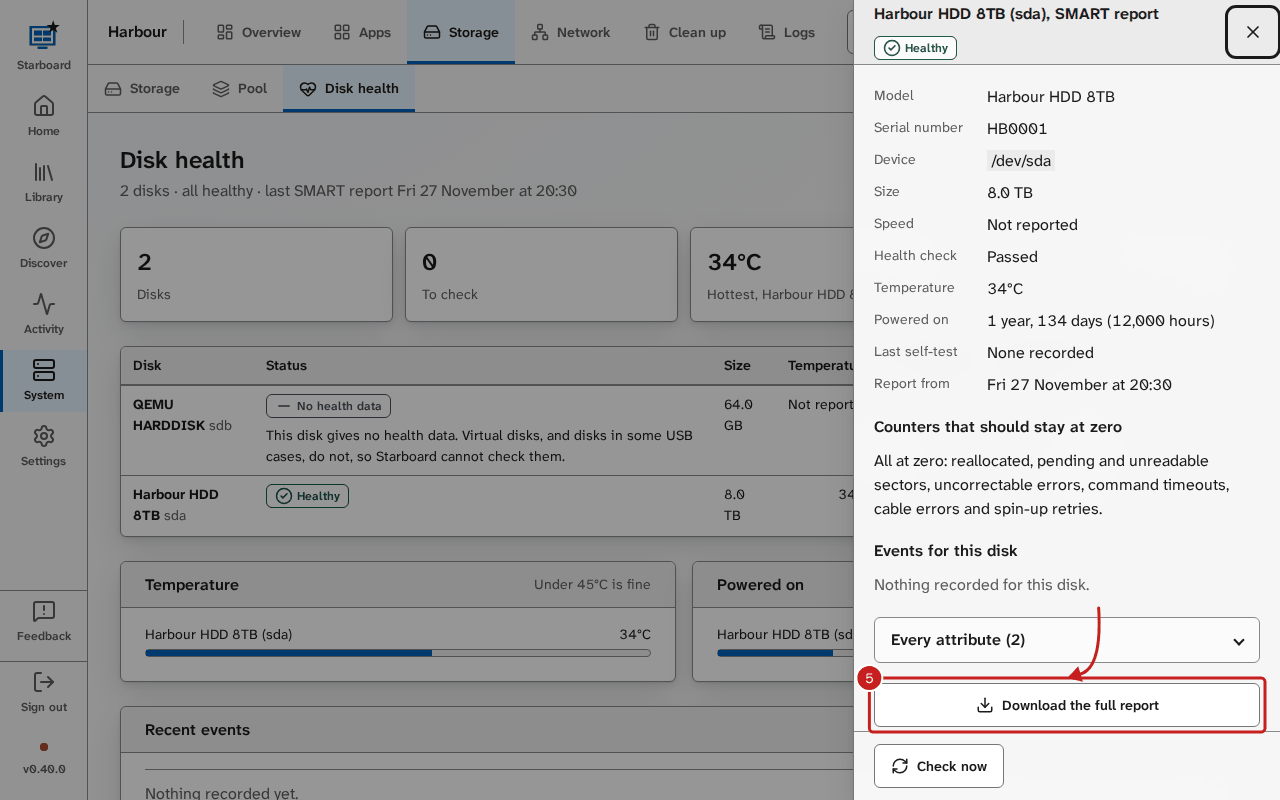 Starboard
Home
Library
Discover
Activity
System
Settings
Feedback
Sign out
v0.40.0
Harbour
Overview
Apps
Storage
Network
Clean up
Logs
Storage
Pool
Disk health
Disk health
2 disks · all healthy · last SMART report Fri 27 November at 20:30
2
Disks
0
To check
34°C
Hottest, Harbour HDD 8
Disk
Status
Size
Temperatu
QEMU
HARDDISK sdb
No health data
This disk gives no health data. Virtual disks, and disks in some USB
cases, do not, so Starboard cannot check them.
64.0
GB
Not report
Harbour HDD
8TB sda
Healthy
8.0
TB
34
Temperature
Under 45°C is fine
Harbour HDD 8TB (sda)
34°C
Powered on
Harbour HDD 8TB (sd
Recent events
Nothing recorded yet.
Harbour HDD 8TB (sda), SMART report
Healthy
Model
Harbour HDD 8TB
Serial number
HB0001
Device
/dev/sda
Size
8.0 TB
Speed
Not reported
Health check
Passed
Temperature
34°C
Powered on
1 year, 134 days (12,000 hours)
Last self-test
None recorded
Report from
Fri 27 November at 20:30
Counters that should stay at zero
All at zero: reallocated, pending and unreadable
sectors, uncorrectable errors, command timeouts,
cable errors and spin-up retries.
Events for this disk
Nothing recorded for this disk.
Every attribute (2)
5
Download the full report
Check now